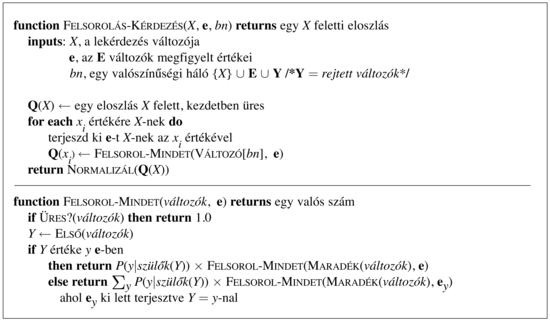 function FELSOROLÁS-KÉRDEZÉS(X, e, bn) returns egy X feletti eloszlás
inputs: X, a lekérdezés változója
e, az E változók megfigyelt értékei
bn, egy valószínűségi háló {X} ∪ E ∪ Y /*Y = rejtett változók*/
Q(X) ← egy eloszlás X felett, kezdetben üres
for each xi értékére X-nek do
terjeszd ki e-t X-nek az xi értékével
Q(xi) ← FELSOROL-MINDET(VÁLTOZÓ[bn], e)
return NORMALIZÁL(Q(X))
function FELSOROL-MINDET(változók, e) returns egy valós szám
if ÜRES?(változók) then return 1.0
Y ← ELSŐ(változók)
if Y értéke y e-ben
then return P(y|szülők(Y)) × FELSOROL-MINDET(MARADÉK(változók), e)
else return ∑y P(y|szülők(Y)) × FELSOROL-MINDET(MARADÉK(változók), ey)
ahol ey ki lett terjesztve Y = y-nal